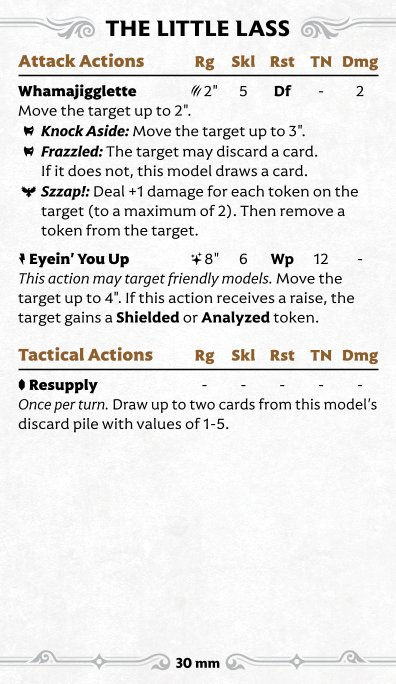 THE LITTLE LASS
Attack Actions Rg Skl Rst TN Dmg
Whamajigglette 2" 5 Df - 2
Move the target up to 2".
Knock Aside: Move the target up to 3".
Frazzled: The target may discard a card.
If it does not, this model draws a card.
Szzap!: Deal +1 damage for each token on the
target (to a maximum of 2). Then remove a
token from the target.
Eyein’ You Up 8" 6 Wp 12 -
This action may target friendly models. Move the
target up to 4". If this action receives a raise, the
target gains a Shielded or Analyzed token.
Tactical Actions Rg Skl Rst TN Dmg
Resupply - - - - -
Once per turn. Draw up to two cards from this model’s
discard pile with values of 1-5.
30 mm